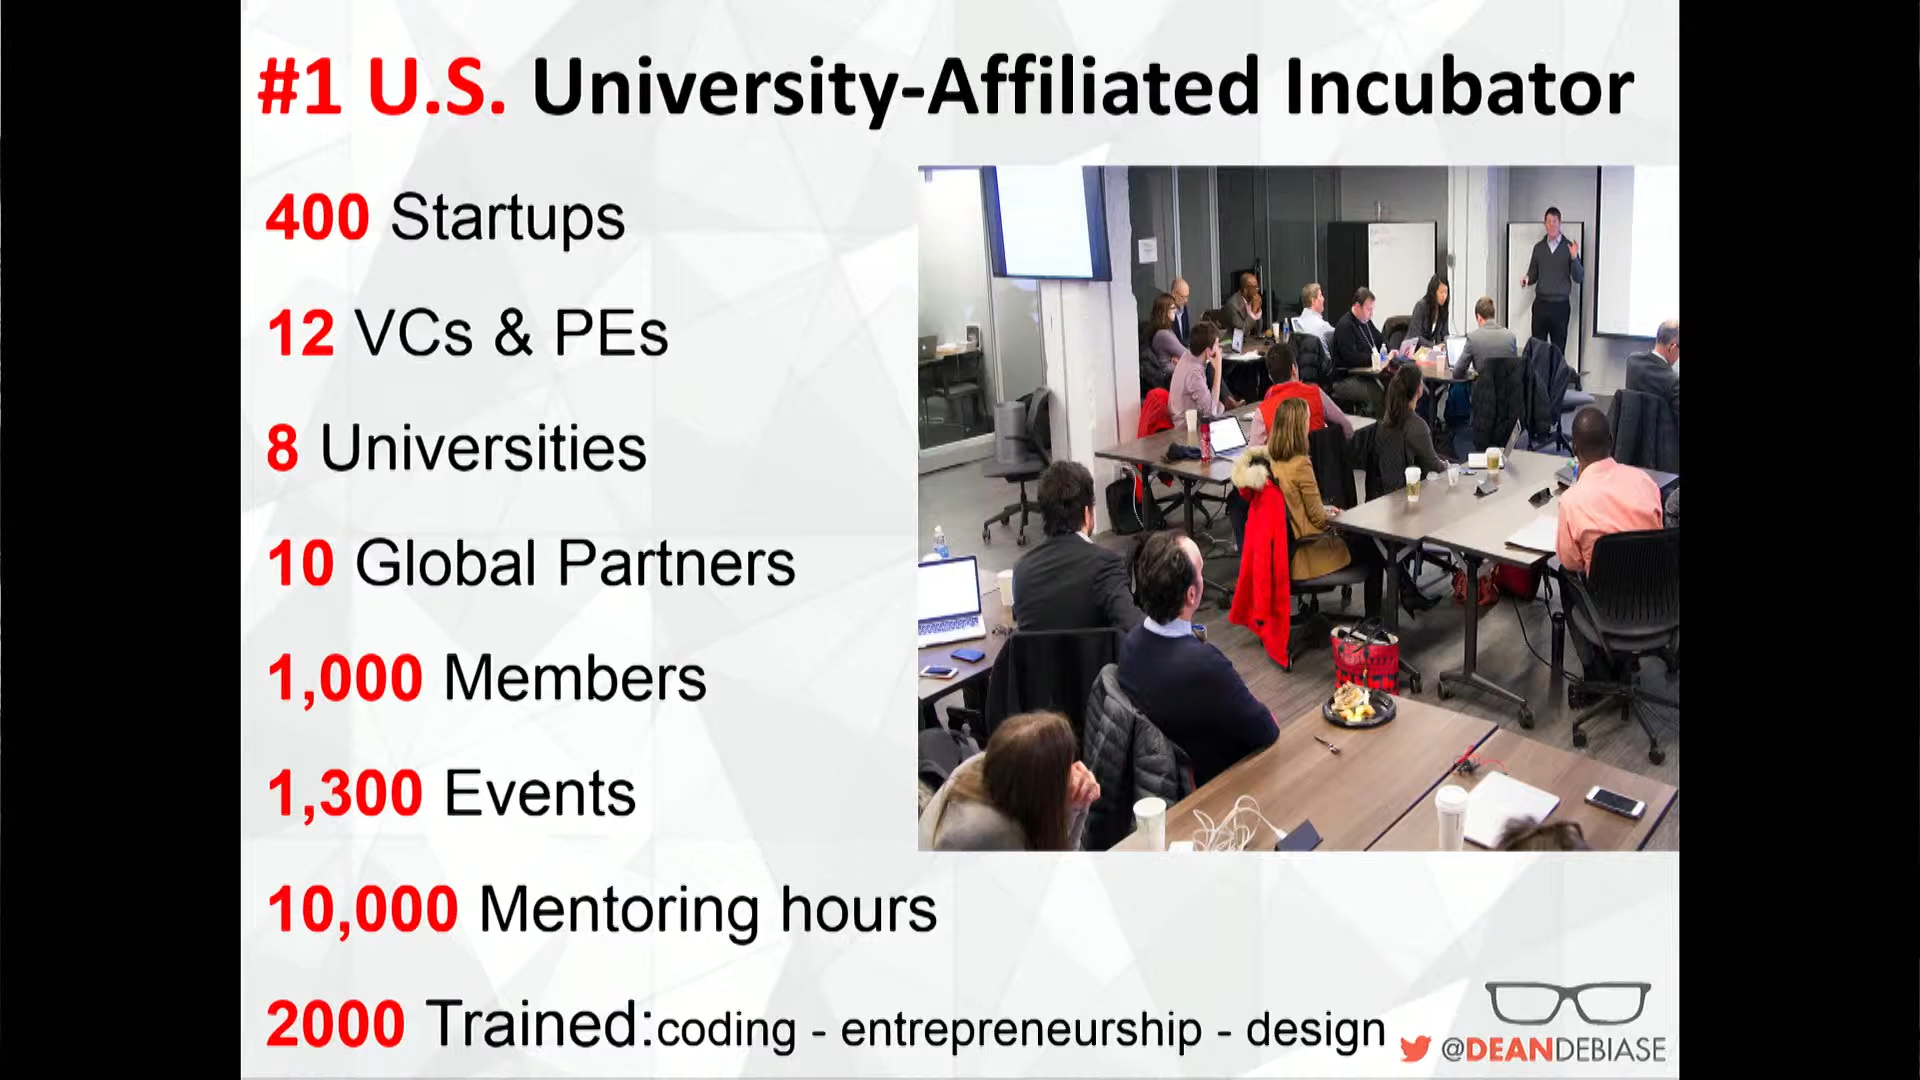 #1 U.S. University-Affiliated Incubator
400 Startups
12 VCs & PEs
8 Universities
10 Global Partners
1,000 Members
1,300 Events
10,000 Mentoring hours
2000 Trained:coding - entrepreneurship - design
@DEANDEBIASE